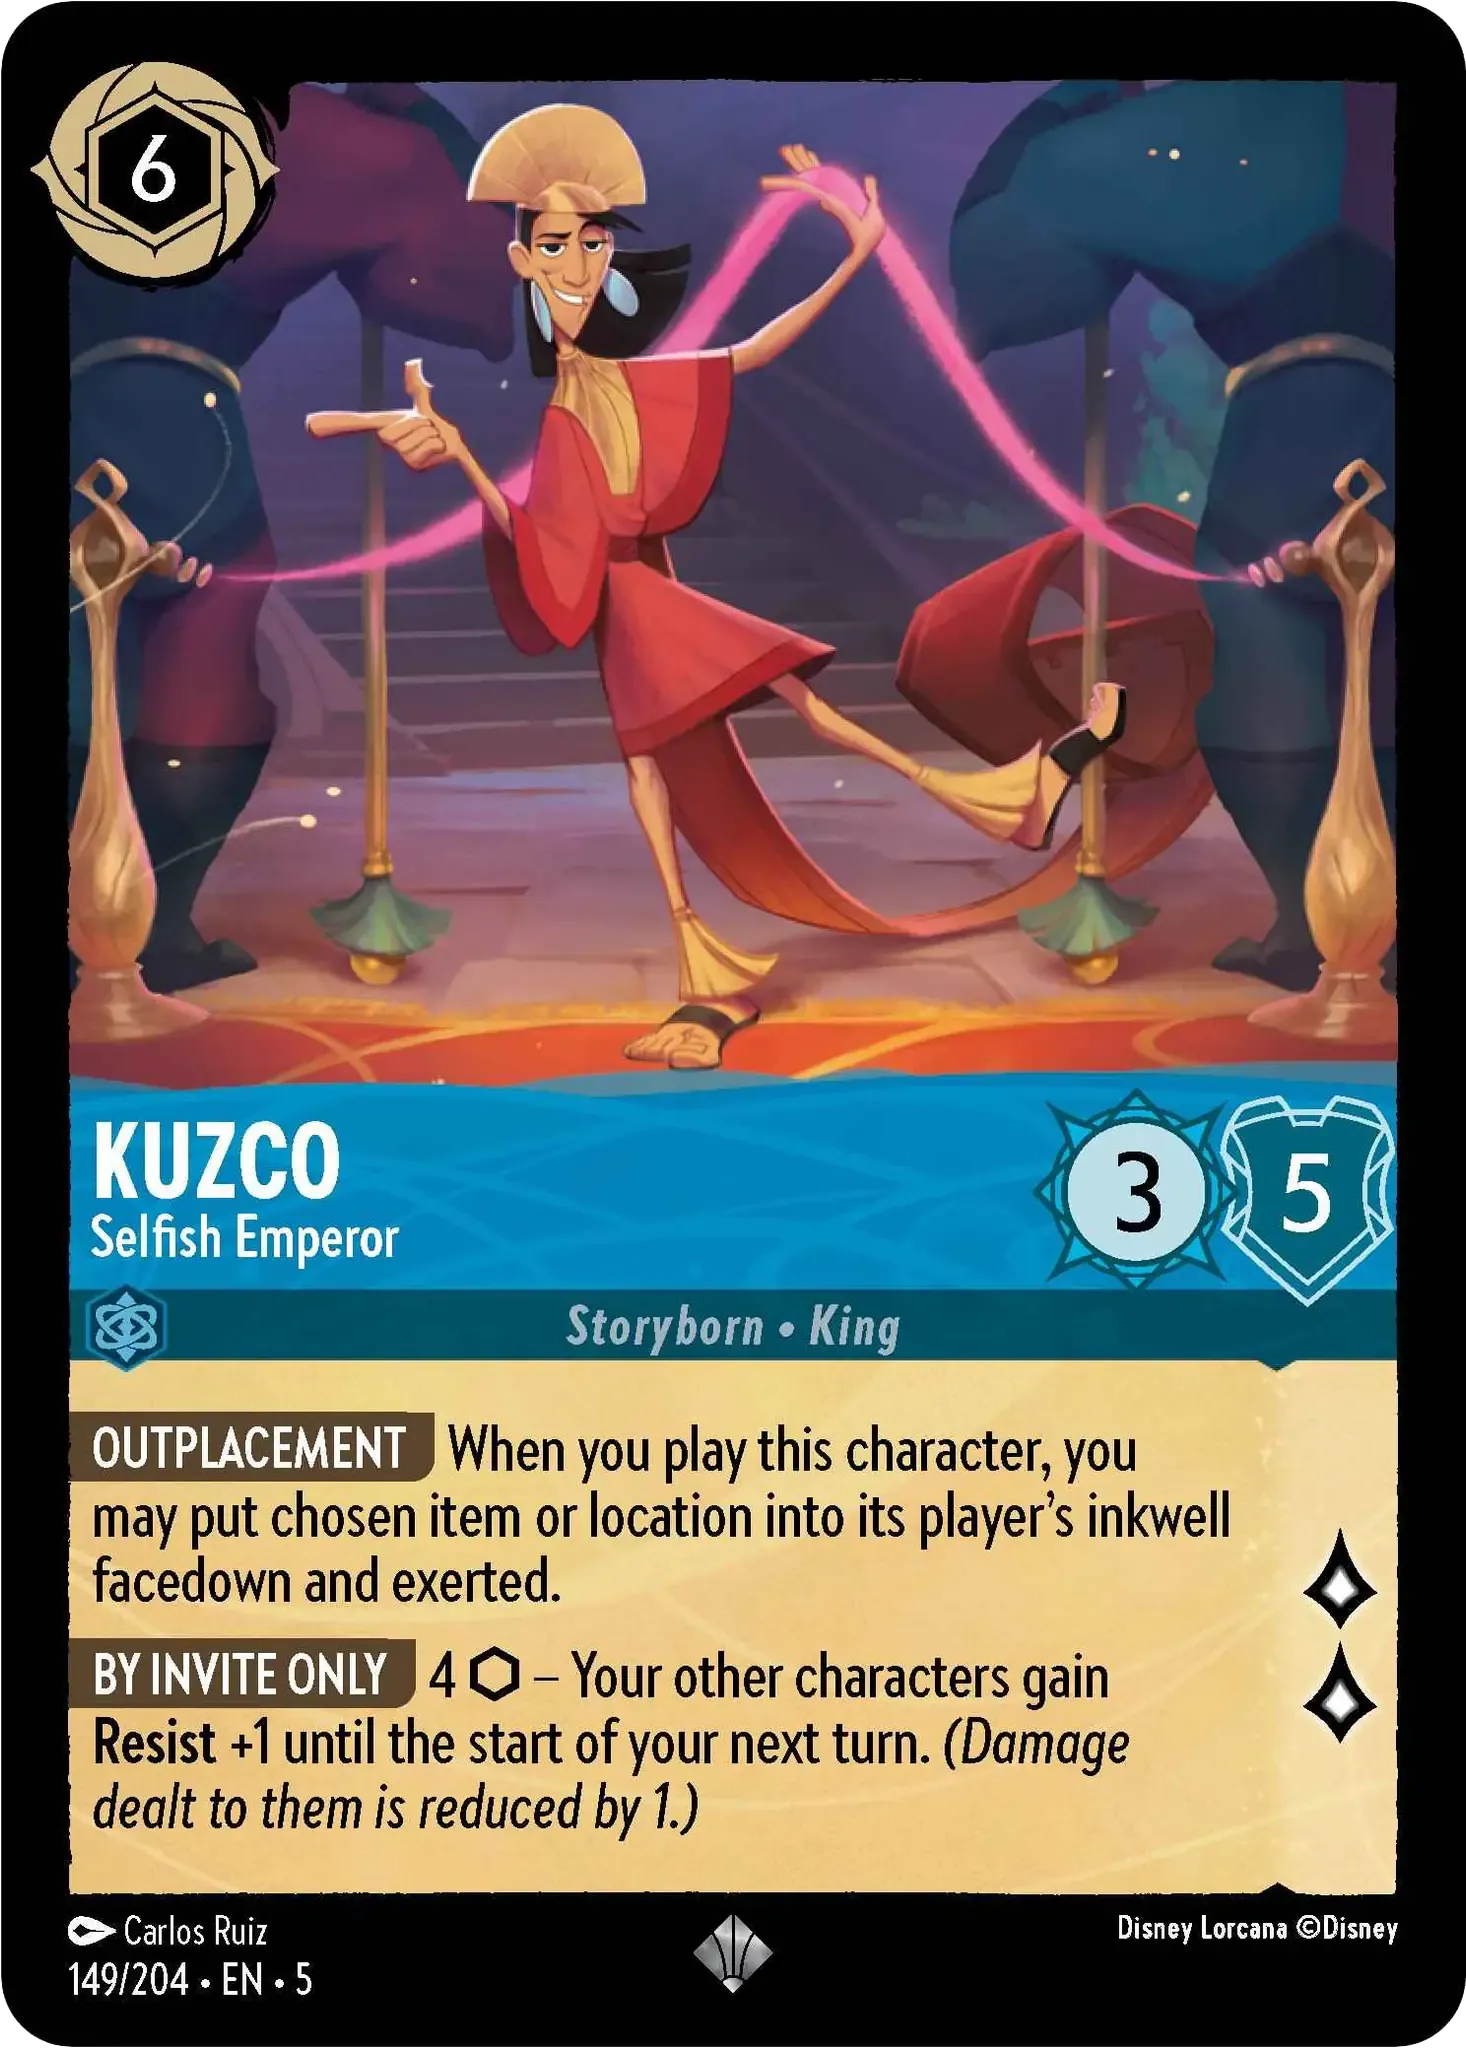 6
KUZCO
Selfish Emperor
3
5
Storyborn • King
OUTPLACEMENT When you play this character, you
may put chosen item or location into its player's inkwell
facedown and exerted.
BY INVITE ONLY 4 ⬡ – Your other characters gain
Resist +1 until the start of your next turn. (Damage
dealt to them is reduced by 1.)
Carlos Ruiz
149/204 • EN • 5
Disney Lorcana ©Disney